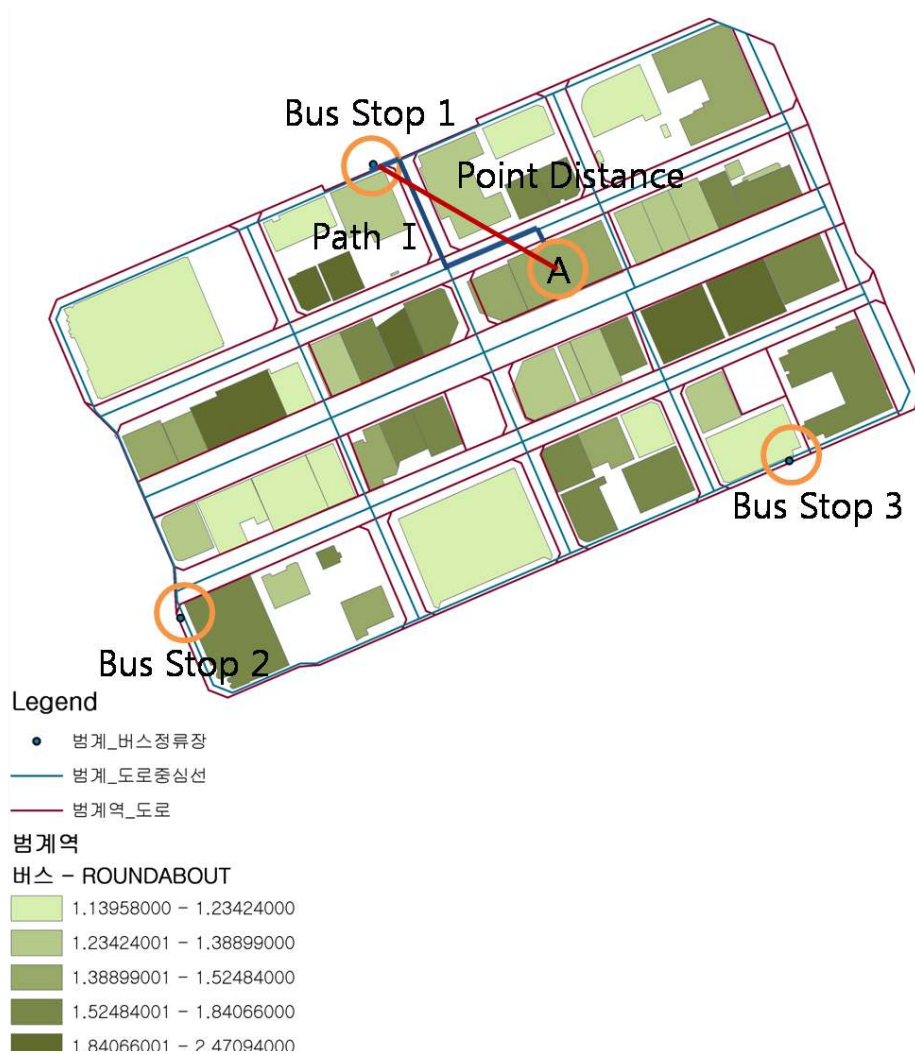 Bus Stop 1
Point Distance
Path I
A
Bus Stop 3
Bus Stop 2
Legend
범계_버스정류장
범계_도로중심선
범계역_도로
범계역
버스 - ROUNDABOUT
1.13958000 - 1.23424000
1.23424001 - 1.38899000
1.38899001 - 1.52484000
1.52484001 - 1.84066000
1.84066001 - 2.47094000